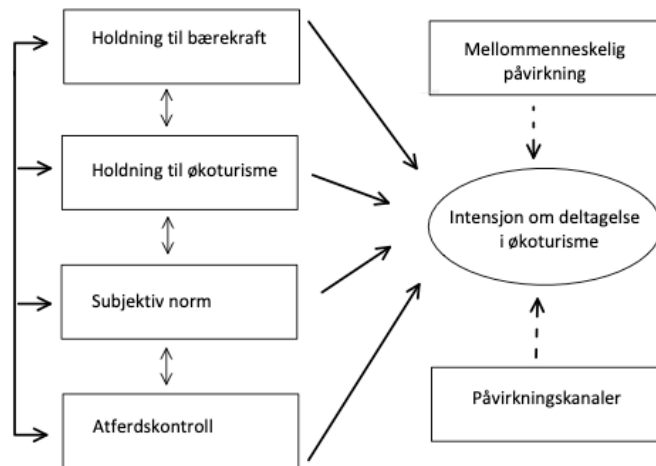 Holdning til bærekraft
Holdning til økoturisme
Subjektiv norm
Atferdskontroll
Mellommenneskelig
påvirkning
Intensjon om deltagelse
i økoturisme
Påvirkningskanaler